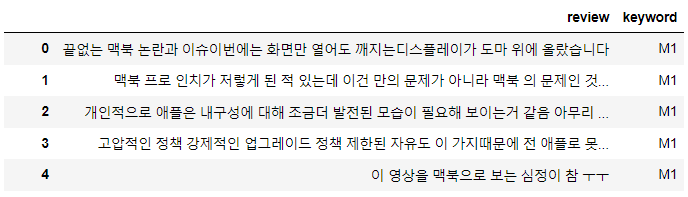 review keyword
0 끝없는 맥북 논란과 이슈이번에는 화면만 열어도 깨지는디스플레이가 도마 위에 올랐습니다 M1
1 맥북 프로 인치가 저렇게 된 적 있는데 이건 만의 문제가 아니라 맥북 의 문제인 것... M1
2 개인적으로 애플은 내구성에 대해 조금더 발전된 모습이 필요해 보이는거 같음 아무리 ... M1
3 고압적인 정책 강제적인 업그레이드 정책 제한된 자유도 이 가지때문에 전 애플로 못... M1
4 이 영상을 맥북으로 보는 심정이 참 ㅜㅜ M1